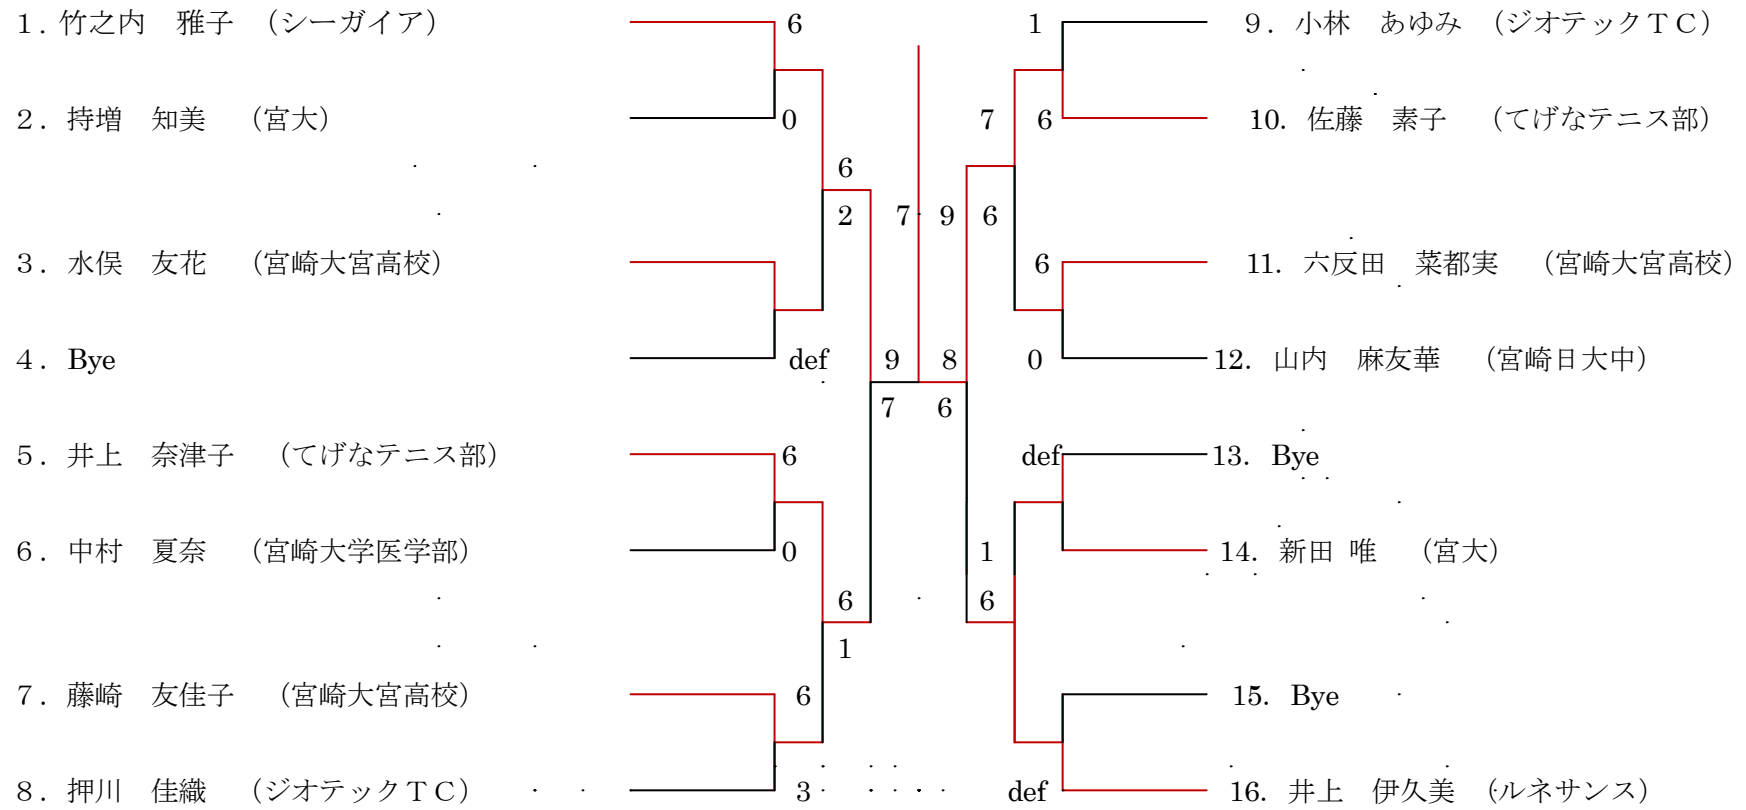 １. 竹之内　雅子　（シーガイア）
6
0
２. 持増　知美　（宮大）
6
2
３. 水俣　友花　（宮崎大宮高校）
４. Bye
def
9
7
５. 井上　奈津子　（てげなテニス部）
6
６. 中村　夏奈　（宮崎大学医学部）
0
6
1
７. 藤崎　友佳子　（宮崎大宮高校）
6
８. 押川　佳織　（ジオテックＴＣ）
3
7
9
1
９. 小林　あゆみ　（ジオテックＴＣ）
7
6
10. 佐藤　素子　（てげなテニス部）
6
6
11. 六反田　菜都実　（宮崎大宮高校）
8
6
0
12. 山内　麻友華　（宮崎日大中）
def
13. Bye
1
6
14. 新田 唯　（宮大）
15. Bye
def
16. 井上　伊久美　（ルネサンス）